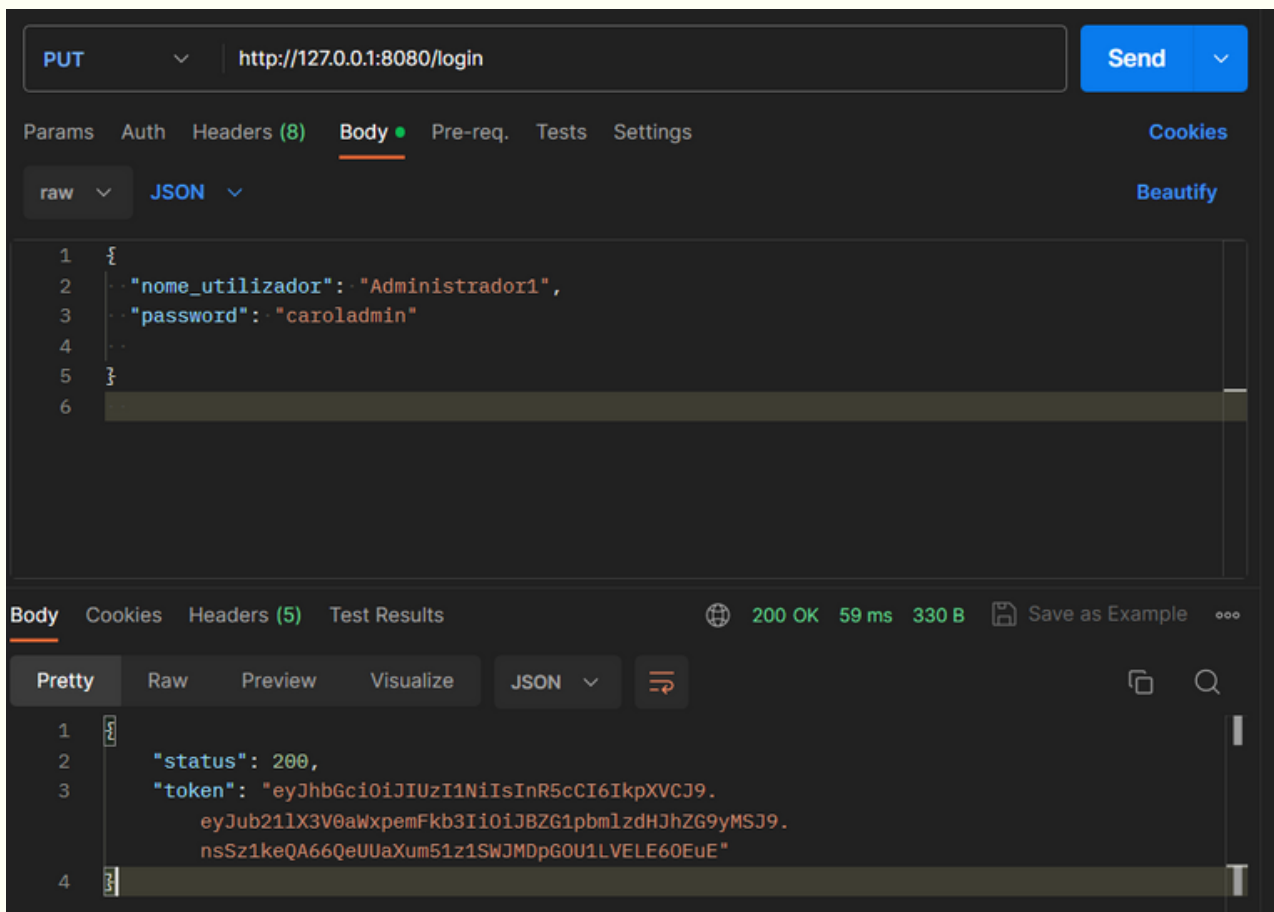 PUT http://127.0.0.1:8080/login Send
Params Auth Headers (8) Body Pre-req. Tests Settings Cookies
raw JSON Beautify
1 {
2 "nome_utilizador": "Administrador1",
3 "password": "caroladmin"
4
5 }
6
Body Cookies Headers (5) Test Results 200 OK 59 ms 330 B Save as Example
Pretty Raw Preview Visualize JSON
1 {
2 "status": 200,
3 "token": "eyJhbGciOiJIUzI1NiIsInR5cCI6IkpXVCJ9.
eyJub21lX3V0aWxpemFkb3IiOiJBZG1pbmlzdHJhZG9yMSJ9.
nsSz1keQA66QeUUaXum51z1SWJMDpGOU1LVELE6OEuE"
4 }